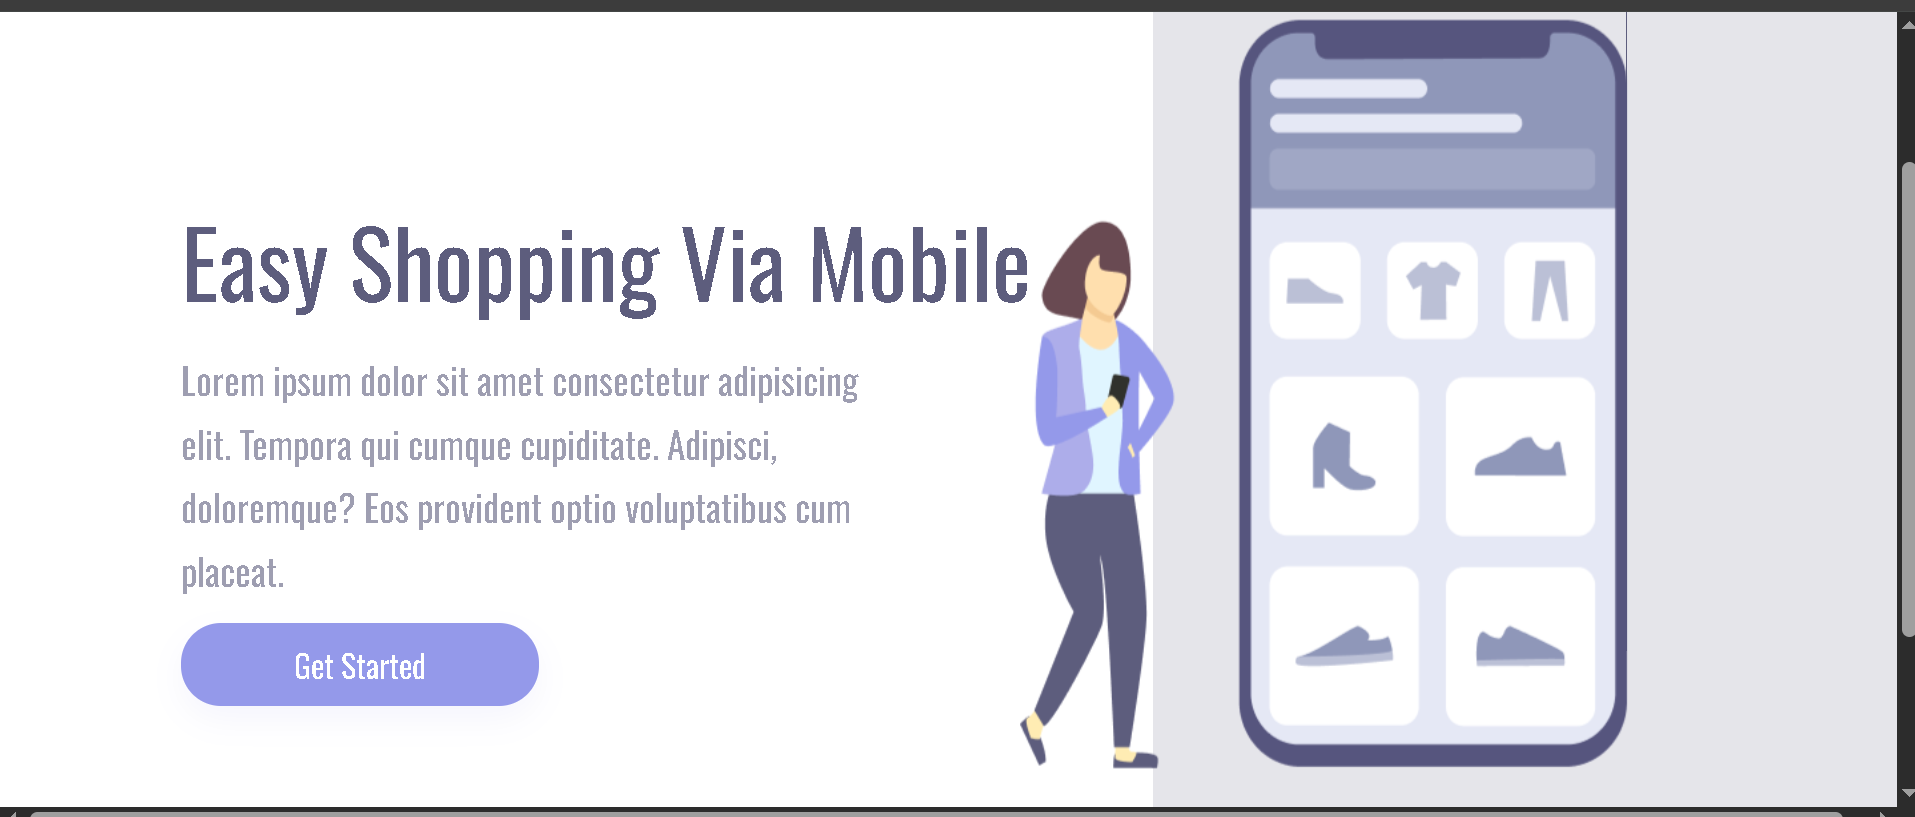 Easy Shopping Via Mobile
Lorem ipsum dolor sit amet consectetur adipisicing
elit. Tempora qui cumque cupiditate. Adipisci,
doloremque? Eos provident optio voluptatibus cum
placeat.
Get Started